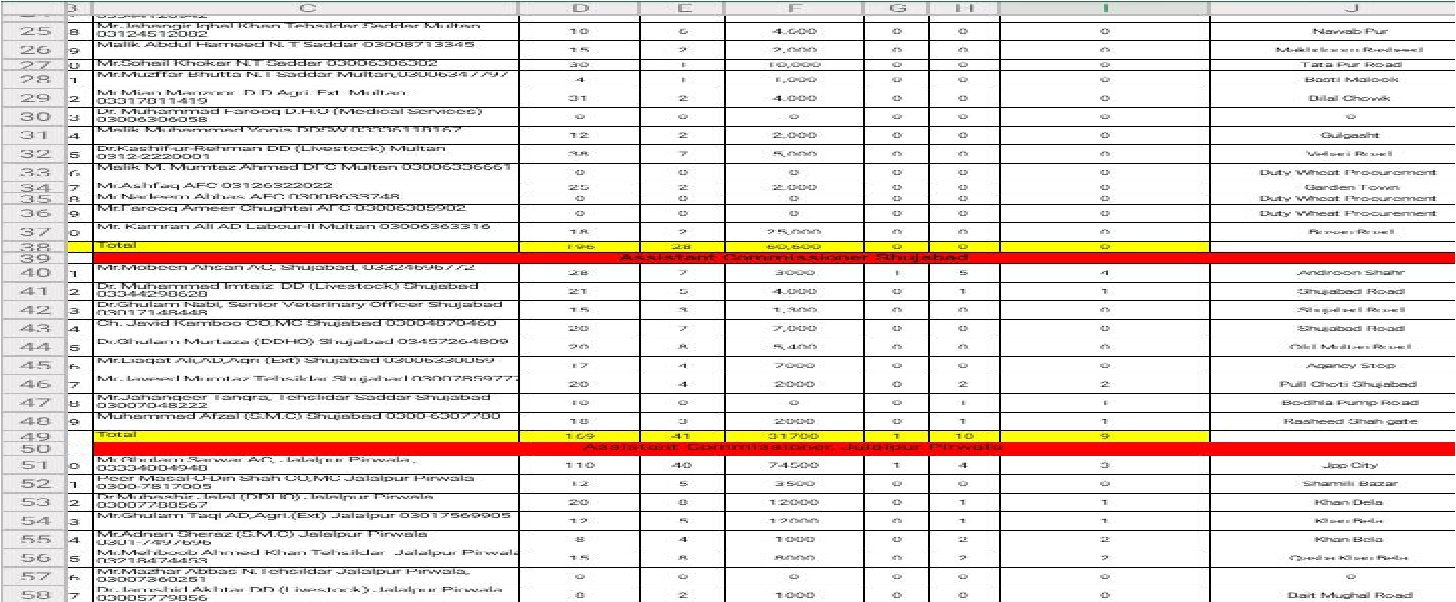 C D E F G H I J
25 8 Mr.Jahangir Iqbal Khan Tehsildar Saddar Multan 10 6 4,600 0 0 0 Nawab Pur
03124512082
26 9 Malik Abdul Hameed N.T Saddar 03008713345 15 2 2,000 0 0 0
27 0 Mr.Sohail Khokar N.T Saddar 03006306302 30 1 10,000 0 0 0 Tata Pur Road
28 1 Mr.Muzffar Bhutta N.T Saddar Multan,03006347797 4 1 1,000 0 0 0 Basti Malook
29 2 Mr.Mian Manzoor D.D Agri. Ext. Multan 31 2 4,000 0 0 0 Bilal Chowk
03317811419
30 3 Dr. Muhammad Farooq D.H.O (Medical Services) 0 0 0 0 0 0 0
03006306058
31 4 Malik Muhammad Yonis DDSW 03336118167 12 2 2,000 0 0 0 Gulgasht
32 5 Dr.Kashif-ur-Rehman DD (Livestock) Multan 38 7 5,000 0 0 0 Vehari Road
0312-2220001
33 6 Malik M. Mumtaz Ahmed DFC Multan 03006336661 0 0 0 0 0 0 Duty Wheat Procurement
34 7 Mr.Ashfaq AFC 03126322022 25 2 2,000 0 0 0 Garden Town
35 8 Mr.Nadeem Abbas AFC 03008633748 0 0 0 0 0 0 Duty Wheat Procurement
36 9 Mr.Farooq Ameer Chughtai AFC 03006305902 0 0 0 0 0 0 Duty Wheat Procurement
37 0 Mr. Kamran Ali AD Labour-II Multan 03006363316 18 2 25,000 0 0 0 Bosan Road
38 Total 196 28 60,600 0 0 0
39 Assistant Commissioner Shujabad
40 1 Mr.Mobeen Ahsan AC, Shujabad, 03324696772 28 7 3000 1 5 4 Androon Shahr
41 2 Dr. Muhammad Imtaiz DD (Livestock) Shujabad 21 5 4,000 0 1 1 Shujabad Road
03344298628
42 3 Dr.Ghulam Nabi, Senior Veterinary Officer Shujabad 15 3 1,300 0 0 0 Shujabad Road
03017148448
43 4 Ch. Javid Kamboo CO,MC Shujabad 03004870460 20 7 7,000 0 0 0 Shujabad Road
44 5 Dr.Ghulam Murtaza (DDHO) Shujabad 03457264809 20 8 5,400 0 0 0 Old Multan Road
45 6 Mr.Liaqat Ali,AD,Agri (Ext) Shujabad 03006330059 17 4 7000 0 0 0 Agency Stop
46 7 Mr.Javeed Mumtaz Tehsildar Shujabad 03007859777 20 4 2000 0 2 2 Pull Choti Shujabad
47 8 Mr.Jahangeer Tangra, Tehslidar Saddar Shujabad 10 0 0 0 1 1 Bodhla Pump Road
03007048222
48 9 Muhammad Afzal (S.M.C) Shujabad 0300-6307780 18 3 2000 0 1 1 Rasheed Shah gate
49 Total 169 41 31700 1 10 9
50 Assistant Commissioner Jalalpur Pirwala
51 0 Mr.Ghulam Sarwar AC, Jalalpur Pirwala, 110 40 74500 1 4 3 Jpp City
03334004948
52 1 Peer Masal-O-Din Shah CO,MC Jalalpur Pirwala 12 5 3500 0 0 0 Shamili Bazar
0300-7817005
53 2 Dr.Mubashir Jalal (DDHO) Jalalpur Pirwala 20 8 12000 0 1 1 Khan Bela
03007788567
54 3 Mr.Ghulam Taqi AD,Agri.(Ext) Jalalpur 03017569905 12 5 12000 0 1 1 Khan Bela
55 4 Mr.Adnan Sheraz (S.M.C) Jalalpur Pirwala 8 4 1000 0 2 2 Khan Bela
0301-7497696
56 5 Mr.Mehboob Ahmed Khan Tehsildar Jalalpur Pirwala 15 8 8000 0 2 2 Khan Bela
03218474453
57 6 Mr.Mazhar Abbas N.Tehsildar Jalalpur Pirwala, 0 0 0 0 0 0 0
03007360251
58 7 Dr.Jamshid Akhtar DD (Livestock) Jalalpur Pirwala 8 2 1000 0 0 0 Bait Mughal Road
03005779856